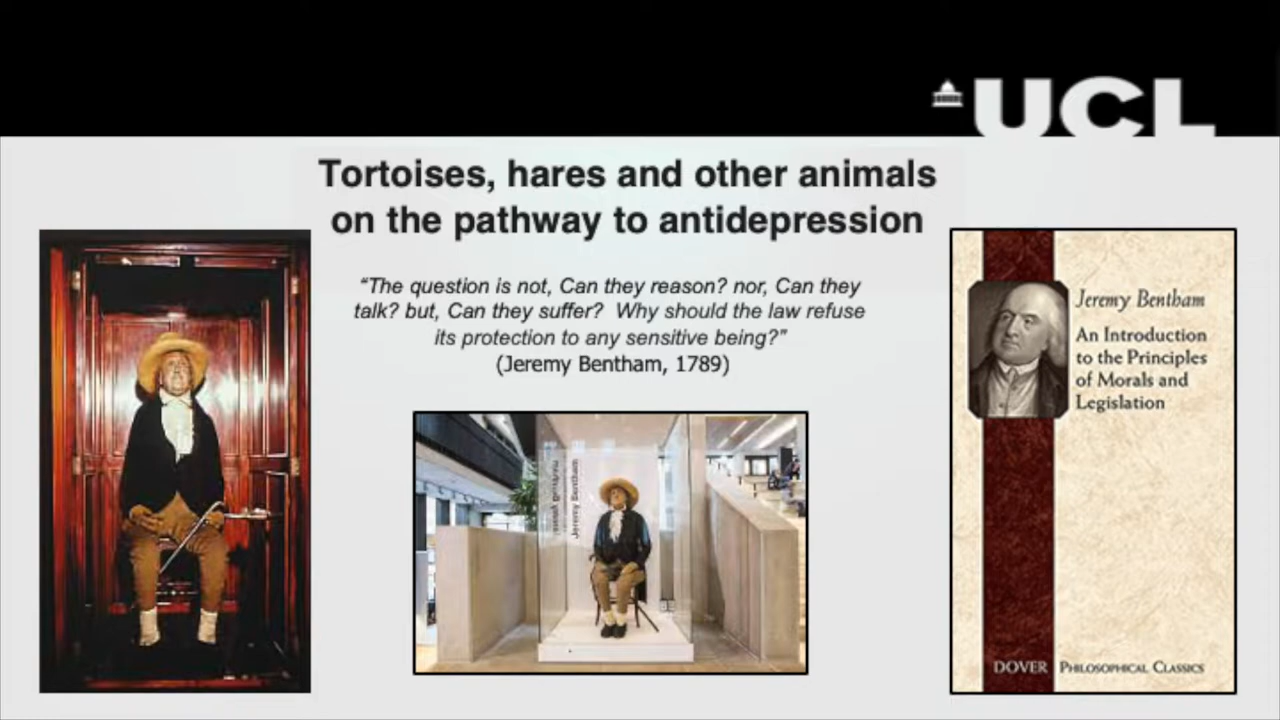 UCL
Tortoises, hares and other animals
on the pathway to antidepression
“The question is not, Can they reason? nor, Can they
talk? but, Can they suffer?  Why should the law refuse
its protection to any sensitive being?”
(Jeremy Bentham, 1789)
Jeremy Bentham
Jeremy Bentham
An Introduction
to the Principles
of Morals and
Legislation
DOVER PHILOSOPHICAL CLASSICS